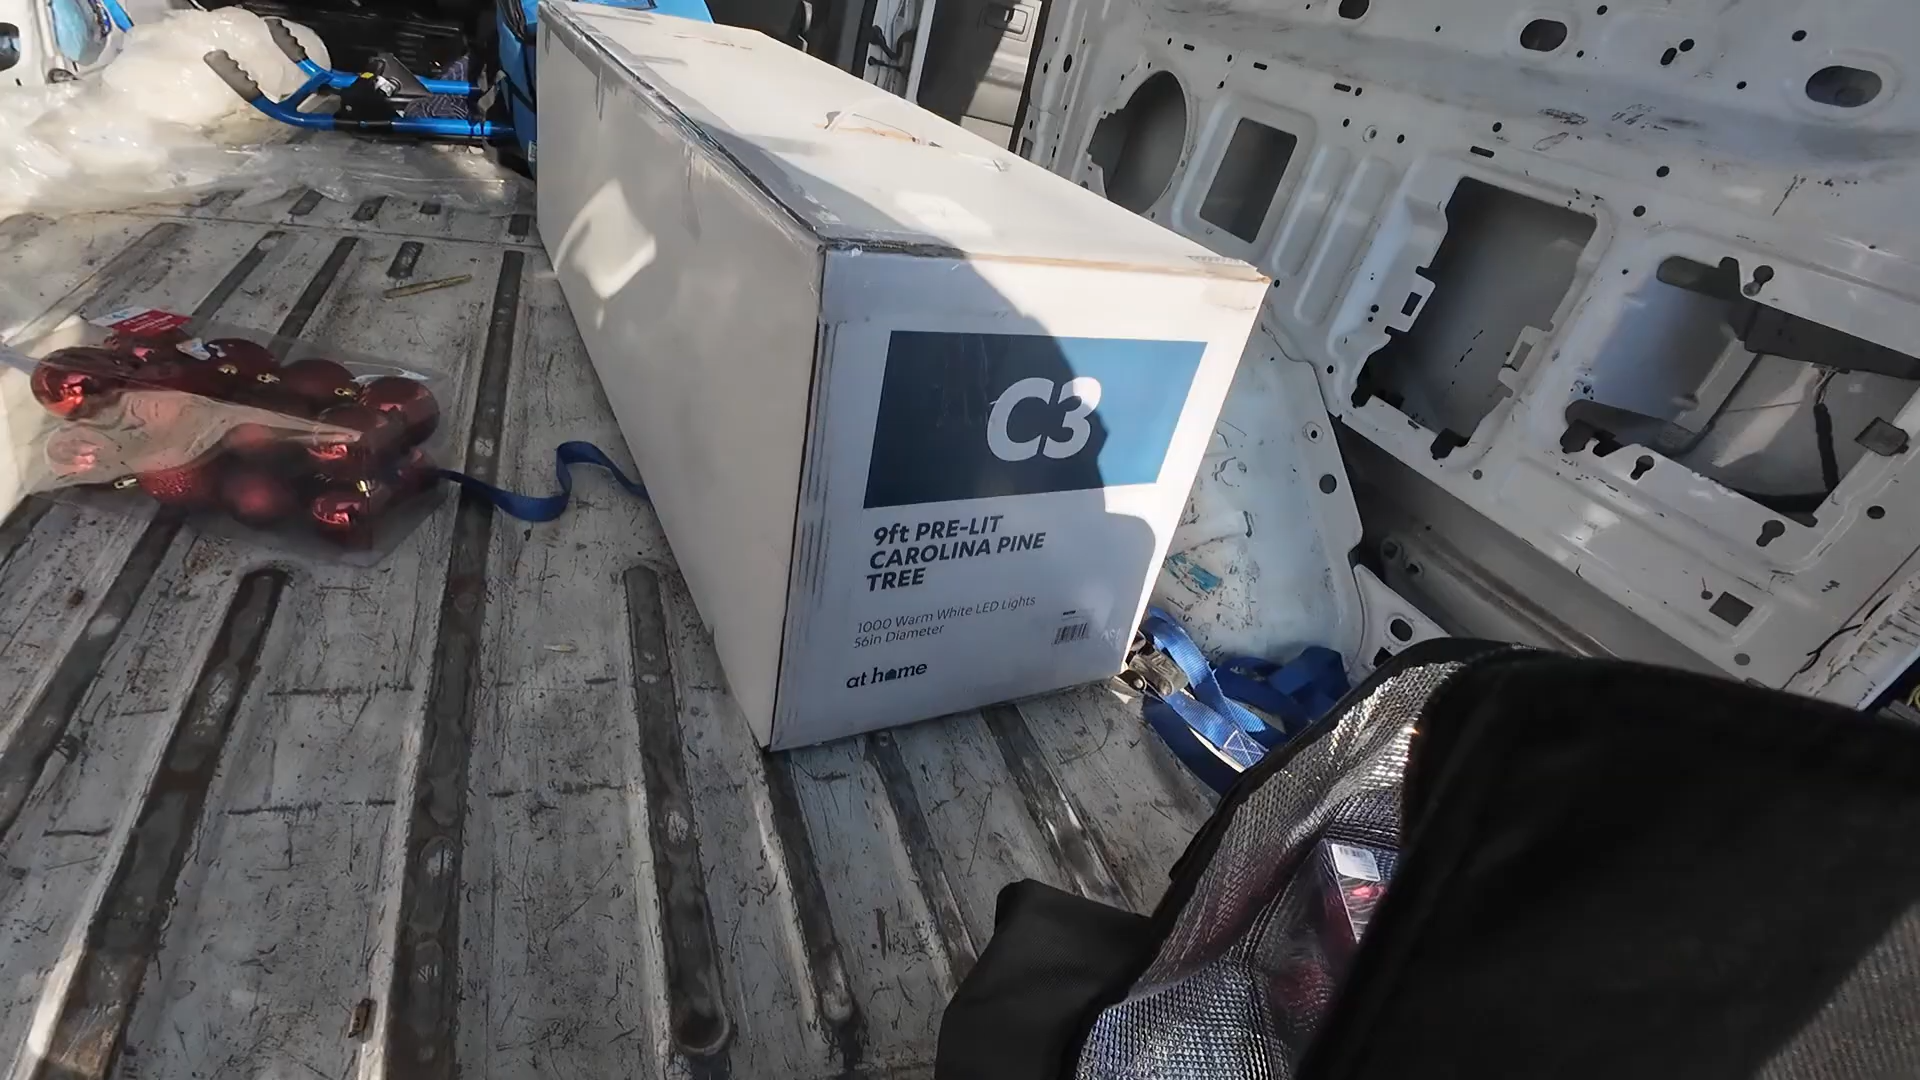 C3
9ft PRE-LIT
CAROLINA PINE
TREE
1000 Warm White LED Lights
56in Diameter
at home